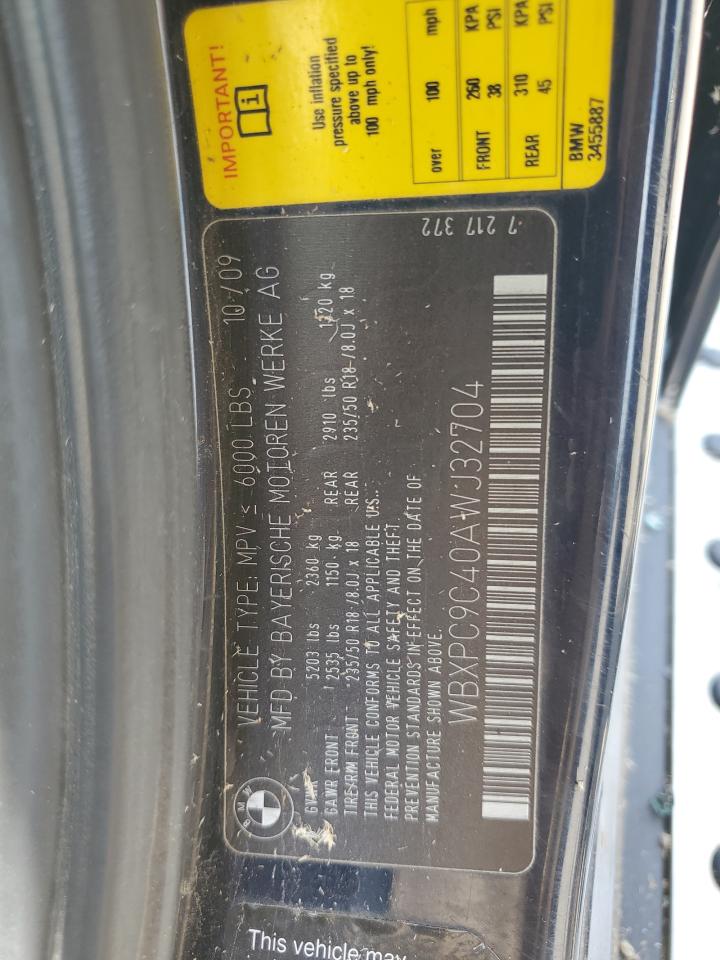 IMPORTANT!
Use inflation
pressure specified
above up to
100 mph only!
over 100 mph
FRONT 260 KPA
38 PSI
REAR 310 KPA
45 PSI
BMW
3455887
7 217 372
VEHICLE TYPE: MPV ≤ 6000 LBS 10/09
MFD BY BAYERISCHE MOTOREN WERKE AG
5203 lbs 2360 kg
GAWR FRONT 2535 lbs 1150 kg REAR 2910 lbs 1320 kg
TIRE-RIM FRONT 235/50 R18-/8.0J x 18 REAR 235/50 R18-/8.0J x 18
THIS VEHICLE CONFORMS TO ALL APPLICABLE U.S.
FEDERAL MOTOR VEHICLE SAFETY AND THEFT
PREVENTION STANDARDS IN EFFECT ON THE DATE OF
MANUFACTURE SHOWN ABOVE.
WBXPC9C40AWJ32704
BMW
This vehicle may